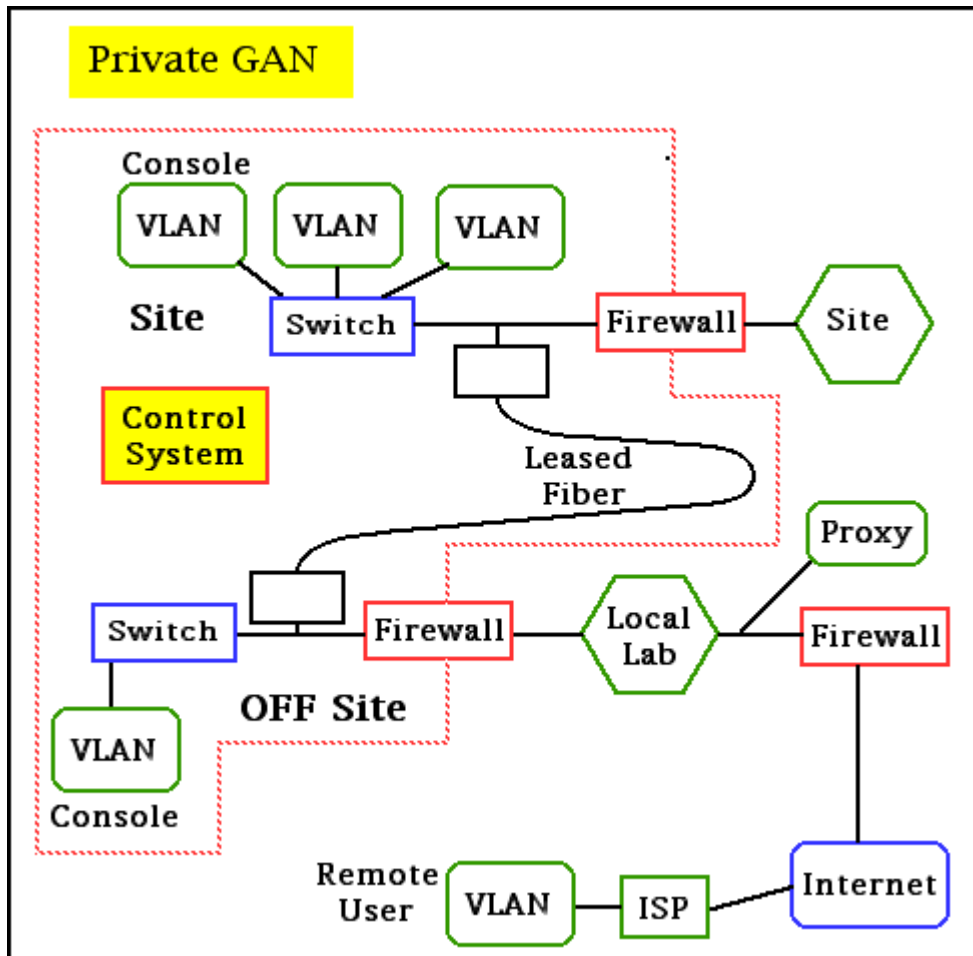 Private GAN
Console
VLAN
VLAN
VLAN
Site
Switch
Firewall
Site
Control
System
Leased
Fiber
Proxy
Switch
Firewall
Local
Lab
Firewall
OFF Site
VLAN
Console
Remote
User
VLAN
ISP
Internet